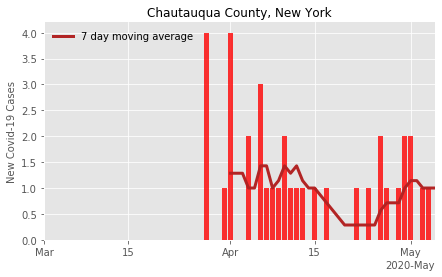 Chautauqua County, New York
7 day moving average
New Covid-19 Cases
4.0
3.5
3.0
2.5
2.0
1.5
1.0
0.5
0.0
Mar 15 Apr 15 May
2020-May